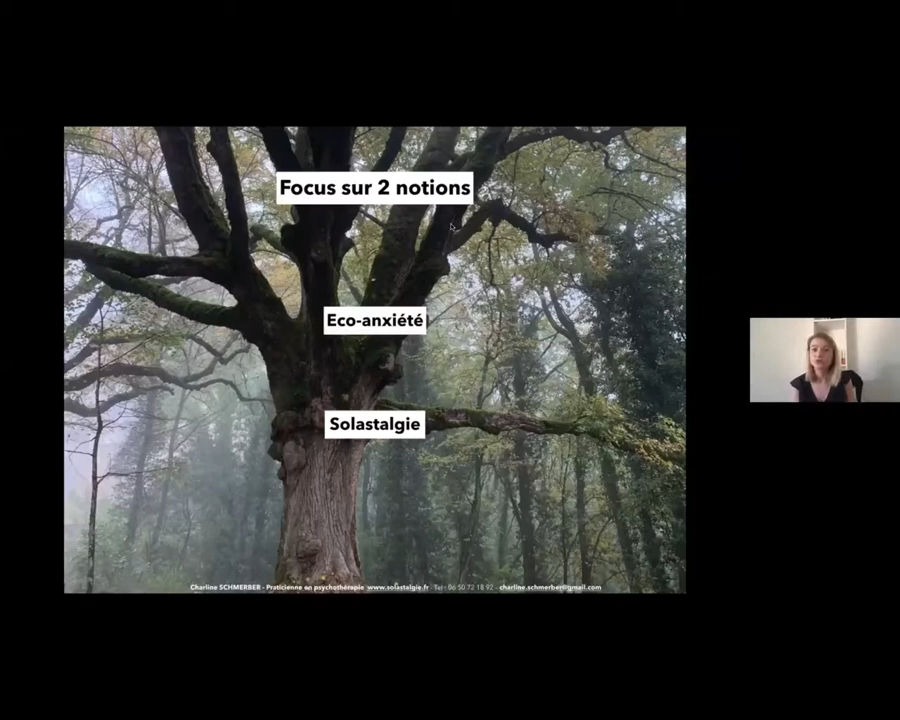 Focus sur 2 notions
Eco-anxiété
Solastalgie
Charline SCHMERBER - Praticienne en psychothérapie www.solastalgie.fr - Tel : 06 50 72 18 92 - charline.schmerber@gmail.com